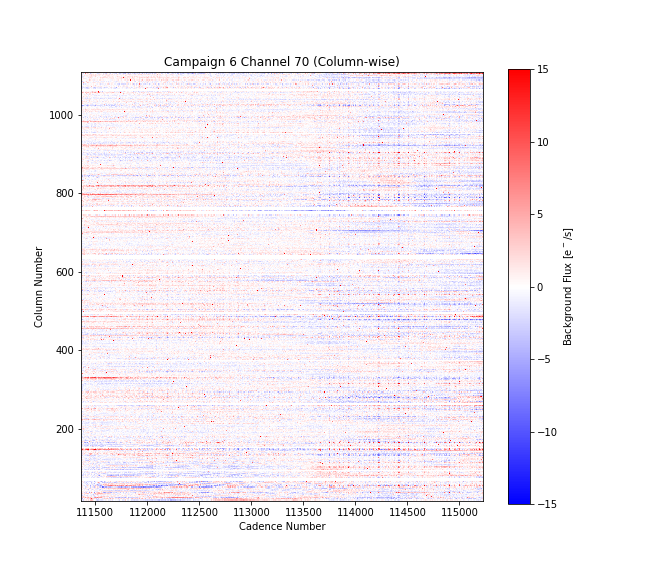 Campaign 6 Channel 70 (Column-wise)
1000
800
600
400
200
Column Number
111500 112000 112500 113000 113500 114000 114500 115000
Cadence Number
15
10
5
0
−5
−10
−15
Background Flux [e⁻/s]